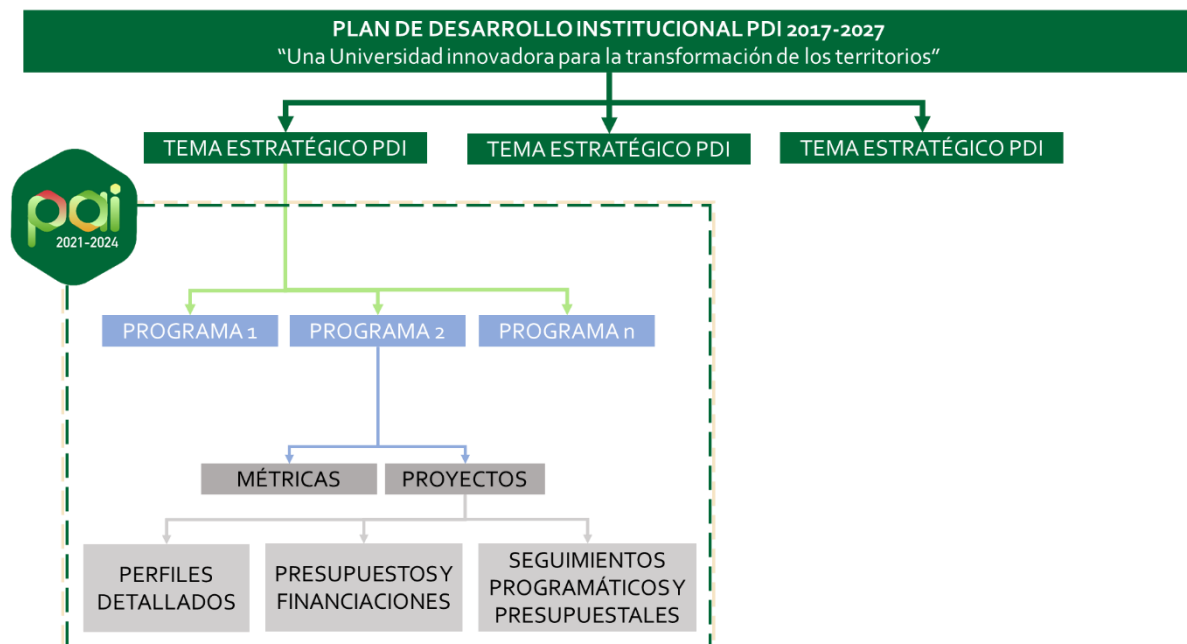 PLAN DE DESARROLLO INSTITUCIONAL PDI 2017-2027
“Una Universidad innovadora para la transformación de los territorios”
TEMA ESTRATÉGICO PDI
TEMA ESTRATÉGICO PDI
TEMA ESTRATÉGICO PDI
pai
2021-2024
PROGRAMA 1
PROGRAMA 2
PROGRAMA n
MÉTRICAS
PROYECTOS
PERFILES
DETALLADOS
PRESUPUESTOS Y
FINANCIACIONES
SEGUIMIENTOS
PROGRAMÁTICOS Y
PRESUPUESTALES